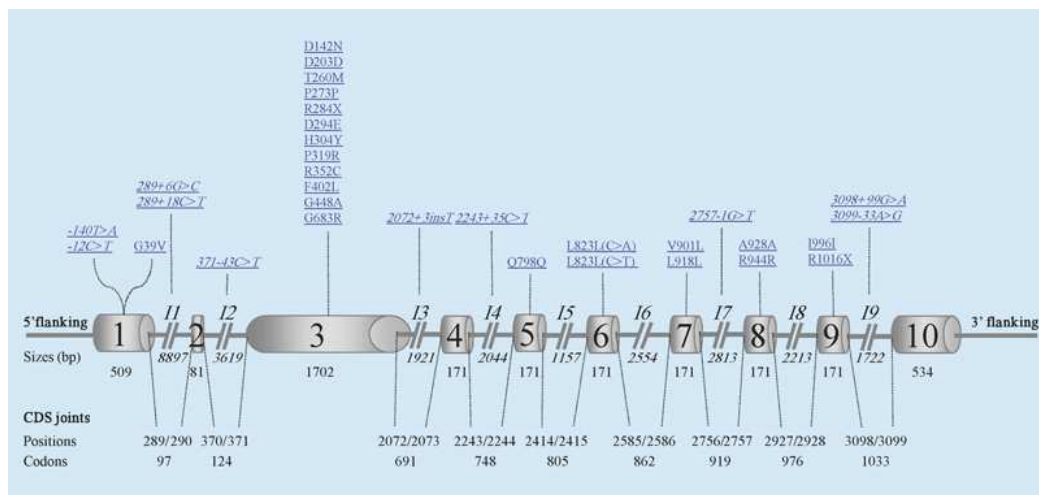 D142N
D203D
T260M
P273P
R284X
D294E
H304Y
P319R
R352C
F402L
G448A
G683R
289+6G>C
289+18C>T
-140T>A
-12C>T
G39V
371-43C>T
2072+3insT
2243+35C>T
Q798Q
L823L(C>A)
L823L(C>T)
V901L
L918L
2757-1G>T
A928A
R944R
3098+99G>A
3099-33A>G
I996I
R1016X
5'flanking 1 I1 2 I2 3 I3 4 I4 5 I5 6 I6 7 I7 8 I8 9 I9 10 3' flanking
Sizes (bp) 8897 3619 1921 2044 1157 2554 2813 2213 1722
509 81 1702 171 171 171 171 171 171 534
CDS joints
Positions 289/290 370/371 2072/2073 2243/2244 2414/2415 2585/2586 2756/2757 2927/2928 3098/3099
Codons 97 124 691 748 805 862 919 976 1033